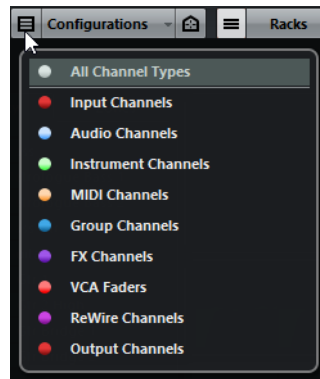 Configurations Racks
All Channel Types
Input Channels
Audio Channels
Instrument Channels
MIDI Channels
Group Channels
FX Channels
VCA Faders
ReWire Channels
Output Channels